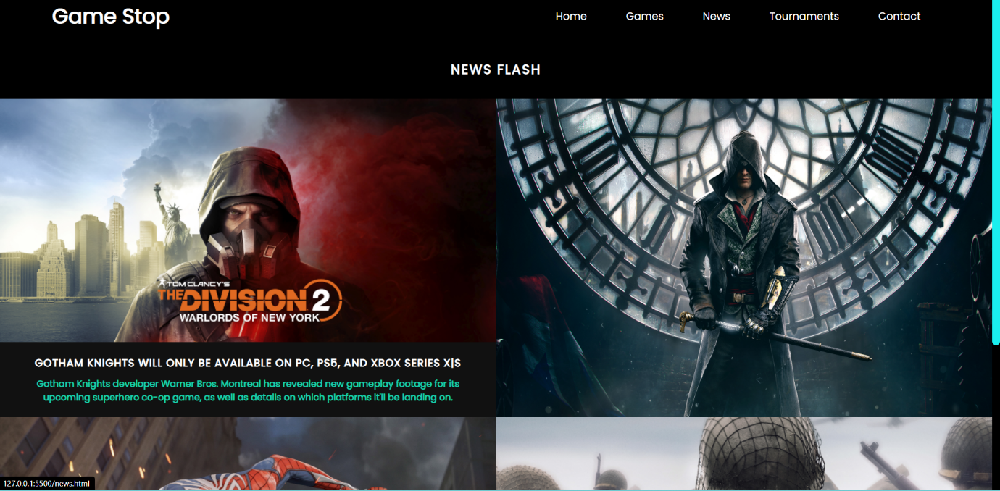 Game Stop
Home Games News Tournaments Contact
NEWS FLASH
TOM CLANCY'S
THE DIVISION 2
WARLORDS OF NEW YORK
GOTHAM KNIGHTS WILL ONLY BE AVAILABLE ON PC, PS5, AND XBOX SERIES X|S
Gotham Knights developer Warner Bros. Montreal has revealed new gameplay footage for its
upcoming superhero co-op game, as well as details on which platforms it'll be landing on.
127.0.0.1:5500/news.html